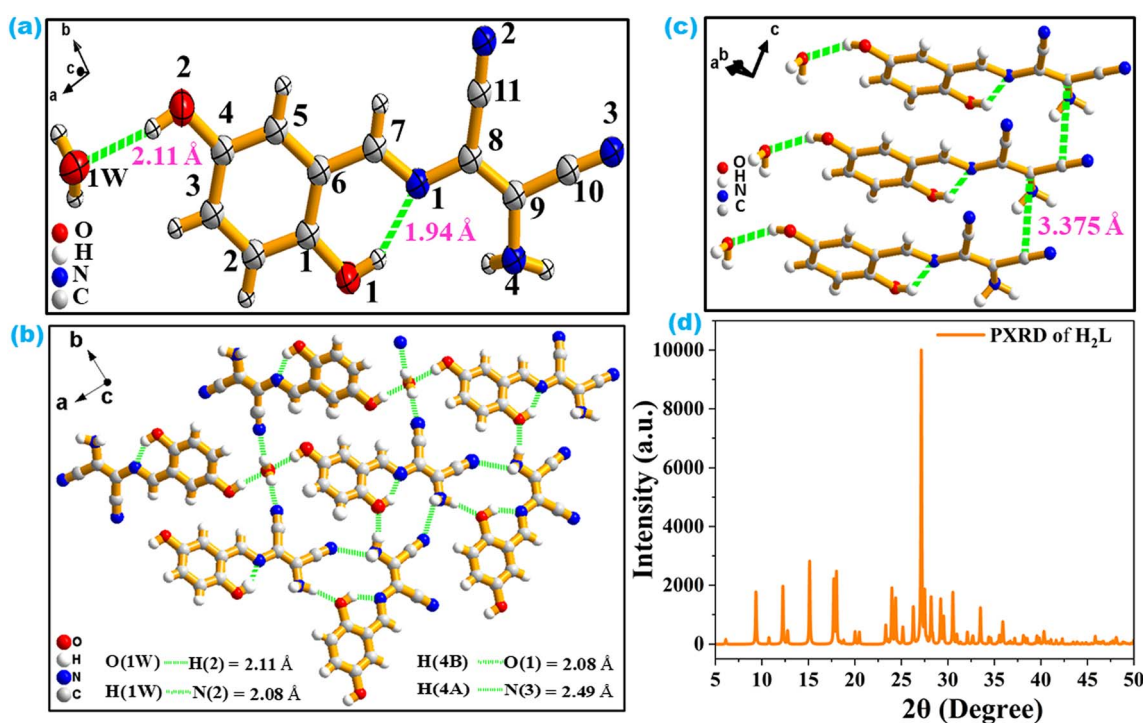 (a)
b
c
a
2
2
4
5
11
3
7
8
2.11 Å
1W
3
6
1
10
9
1.94 Å
2
1
1
4
O
H
N
C
(b)
b
a
c
O
H
N
C
O(1W) H(2) = 2.11 Å
H(1W) N(2) = 2.08 Å
H(4B) O(1) = 2.08 Å
H(4A) N(3) = 2.49 Å
(c)
c
b
a
O
H
N
C
3.375 Å
(d)
PXRD of H₂L
Intensity (a.u.)
10000
8000
6000
4000
2000
0
5 10 15 20 25 30 35 40 45 50
2θ (Degree)